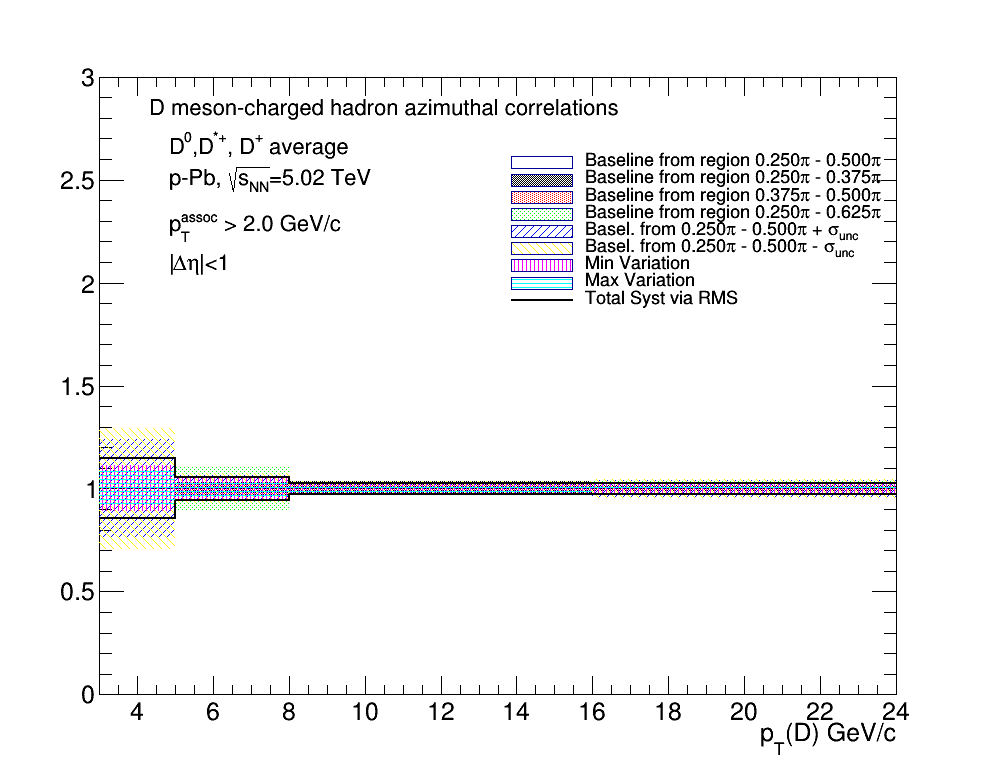 D meson-charged hadron azimuthal correlations
D⁰,D*⁺, D⁺ average
p-Pb, √sNN=5.02 TeV
pTassoc > 2.0 GeV/c
|Δη|<1
Baseline from region 0.250π - 0.500π
Baseline from region 0.250π - 0.375π
Baseline from region 0.375π - 0.500π
Baseline from region 0.250π - 0.625π
Basel. from 0.250π - 0.500π + σunc
Basel. from 0.250π - 0.500π - σunc
Min Variation
Max Variation
Total Syst via RMS
3
2.5
2
1.5
1
0.5
0
4 6 8 10 12 14 16 18 20 22 24
pT(D) GeV/c